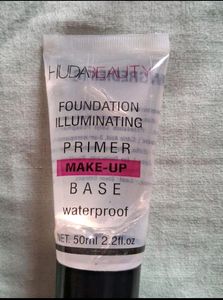 HUDABEAUTY
FOUNDATION
ILLUMINATING
PRIMER
MAKE-UP
BASE
waterproof
NET. 50ml 2.2fl.oz